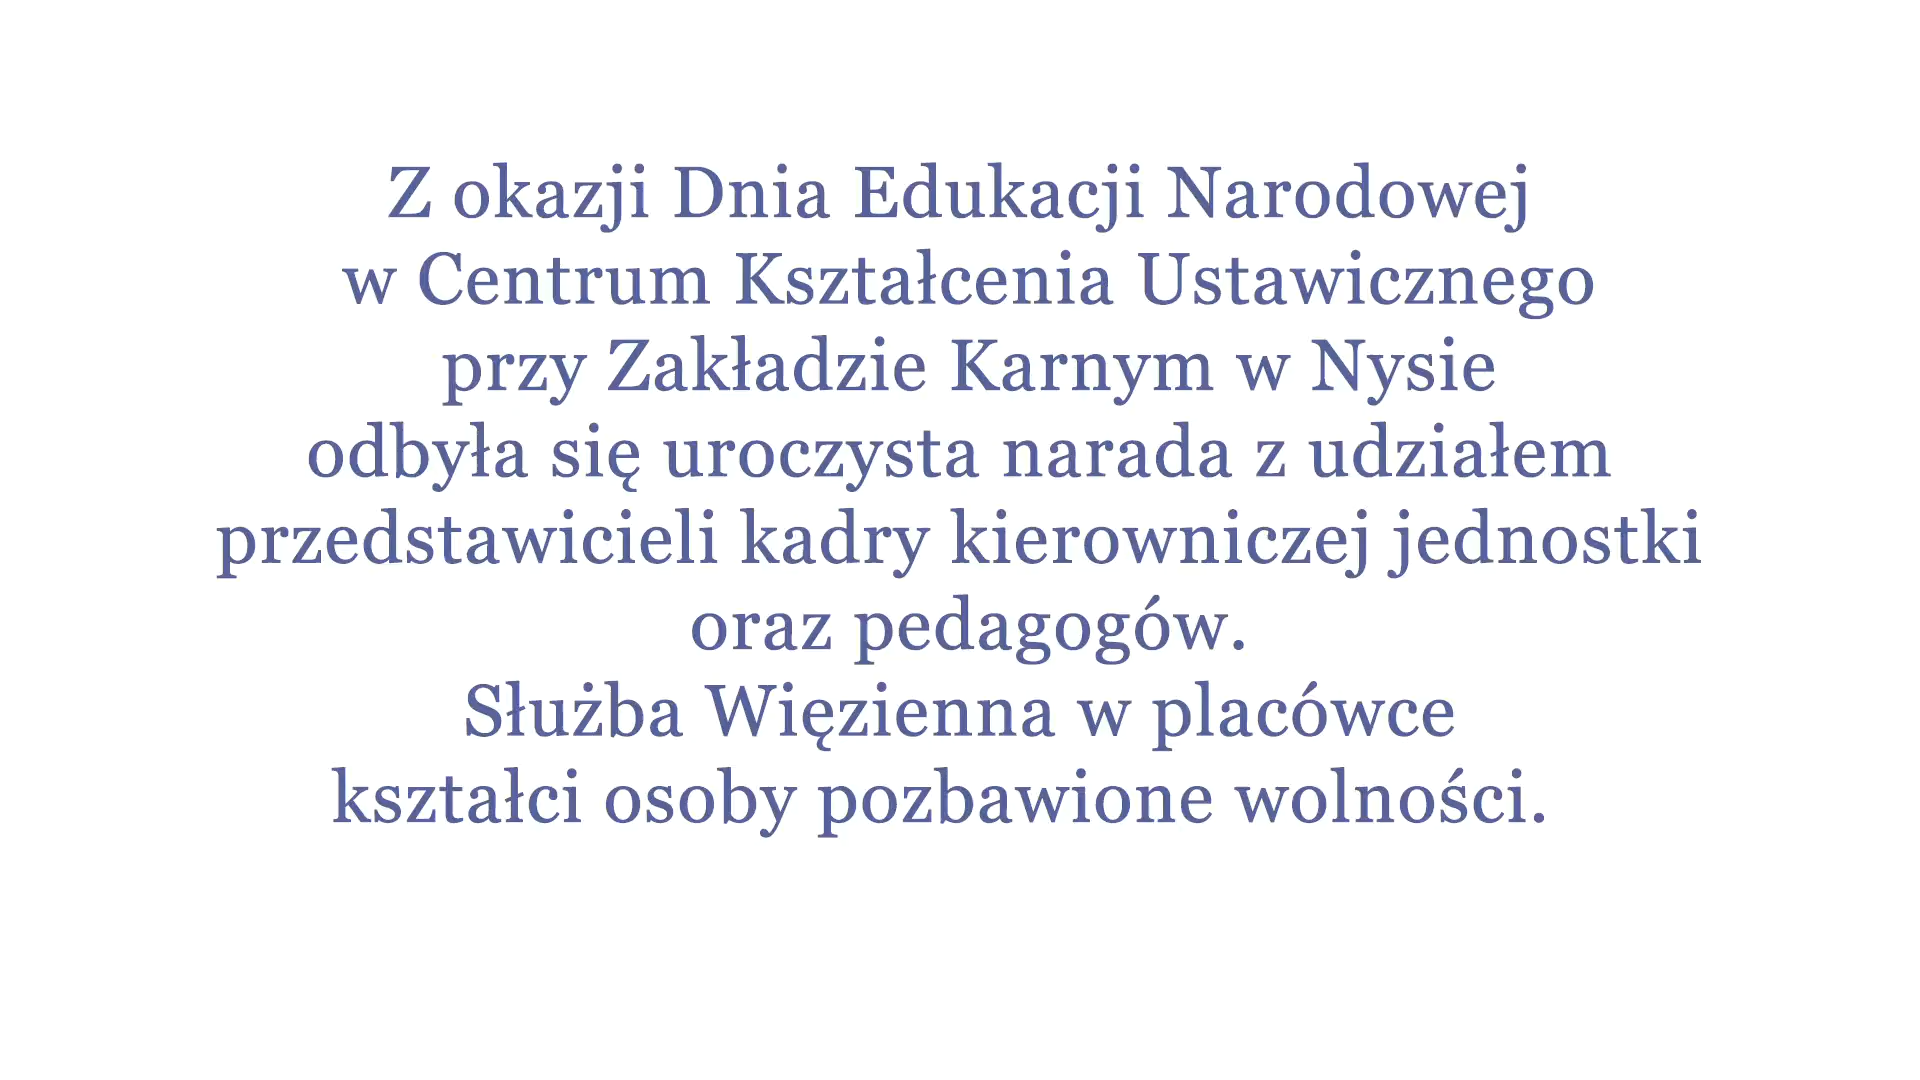 Z okazji Dnia Edukacji Narodowej
w Centrum Kształcenia Ustawicznego
przy Zakładzie Karnym w Nysie
odbyła się uroczysta narada z udziałem
przedstawicieli kadry kierowniczej jednostki
oraz pedagogów.
Służba Więzienna w placówce
kształci osoby pozbawione wolności.